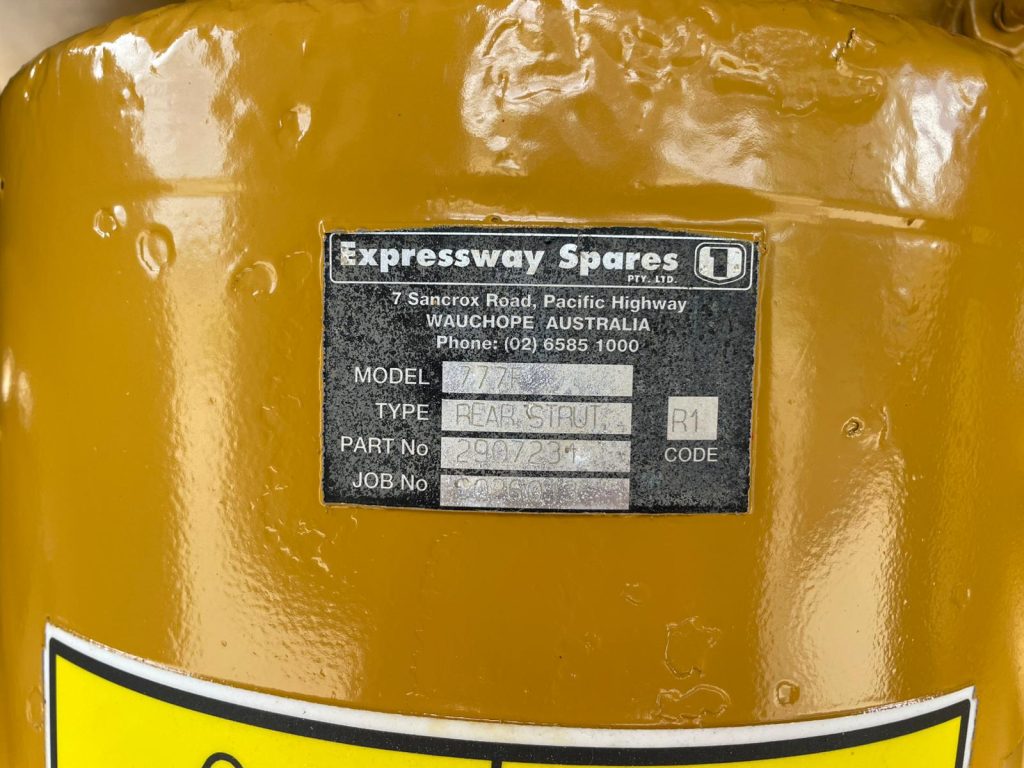 Expressway Spares
PTY. LTD.
7 Sancrox Road, Pacific Highway
WAUCHOPE AUSTRALIA
Phone: (02) 6585 1000
MODEL 777F
TYPE REAR STRUT
R1
PART No 2907231
CODE
JOB No